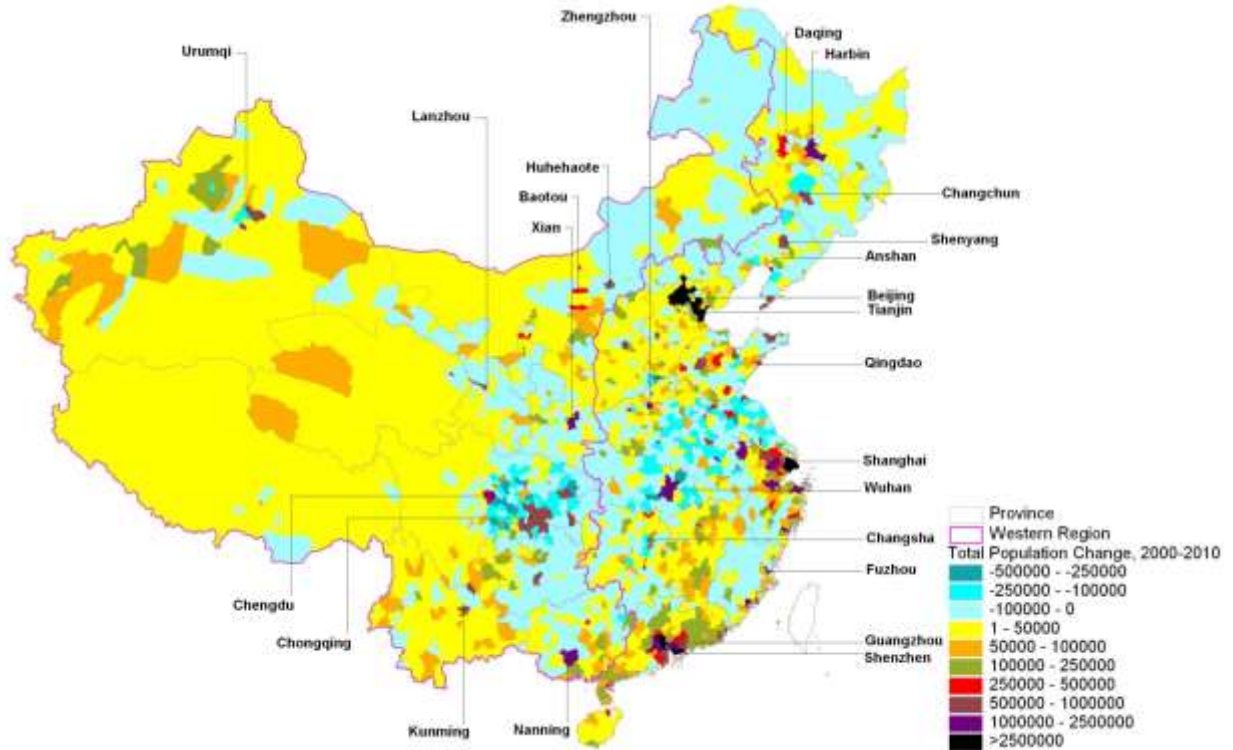 Zhengzhou
Daqing
Harbin
Urumqi
Lanzhou
Huhehaote
Baotou
Xian
Changchun
Shenyang
Anshan
Beijing
Tianjin
Qingdao
Shanghai
Wuhan
Changsha
Fuzhou
Guangzhou
Shenzhen
Chengdu
Chongqing
Kunming
Nanning
Province
Western Region
Total Population Change, 2000-2010
-500000 - -250000
-250000 - -100000
-100000 - 0
1 - 50000
50000 - 100000
100000 - 250000
250000 - 500000
500000 - 1000000
1000000 - 2500000
>2500000